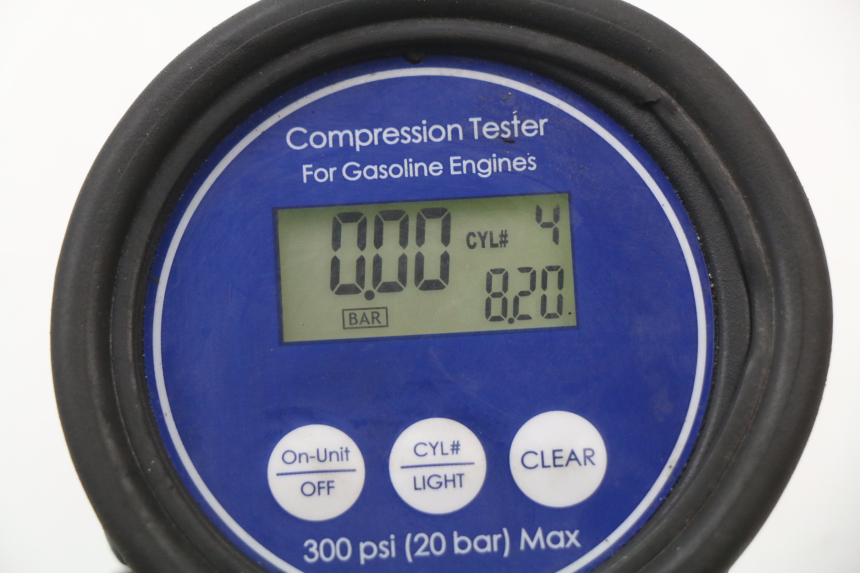 Compression Tester
For Gasoline Engines
0.00 CYL# 4
BAR 8.20
On-Unit
OFF
CYL#
LIGHT
CLEAR
300 psi (20 bar) Max